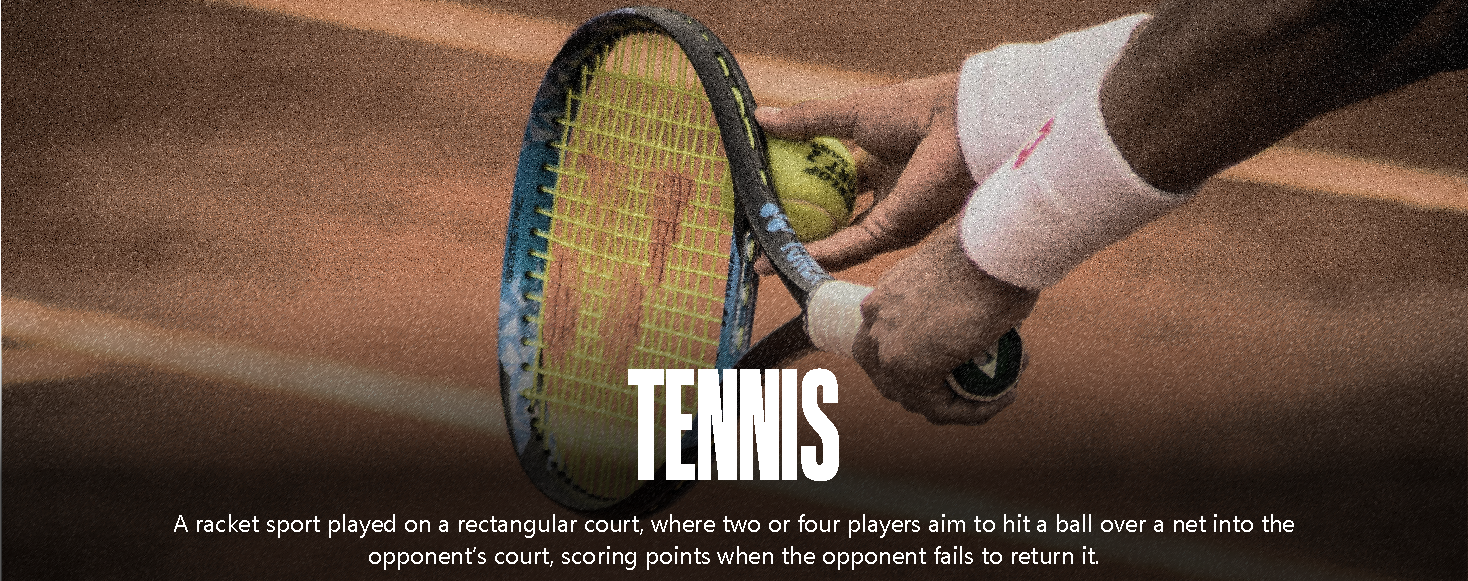 TENNIS
A racket sport played on a rectangular court, where two or four players aim to hit a ball over a net into the
opponent's court, scoring points when the opponent fails to return it.